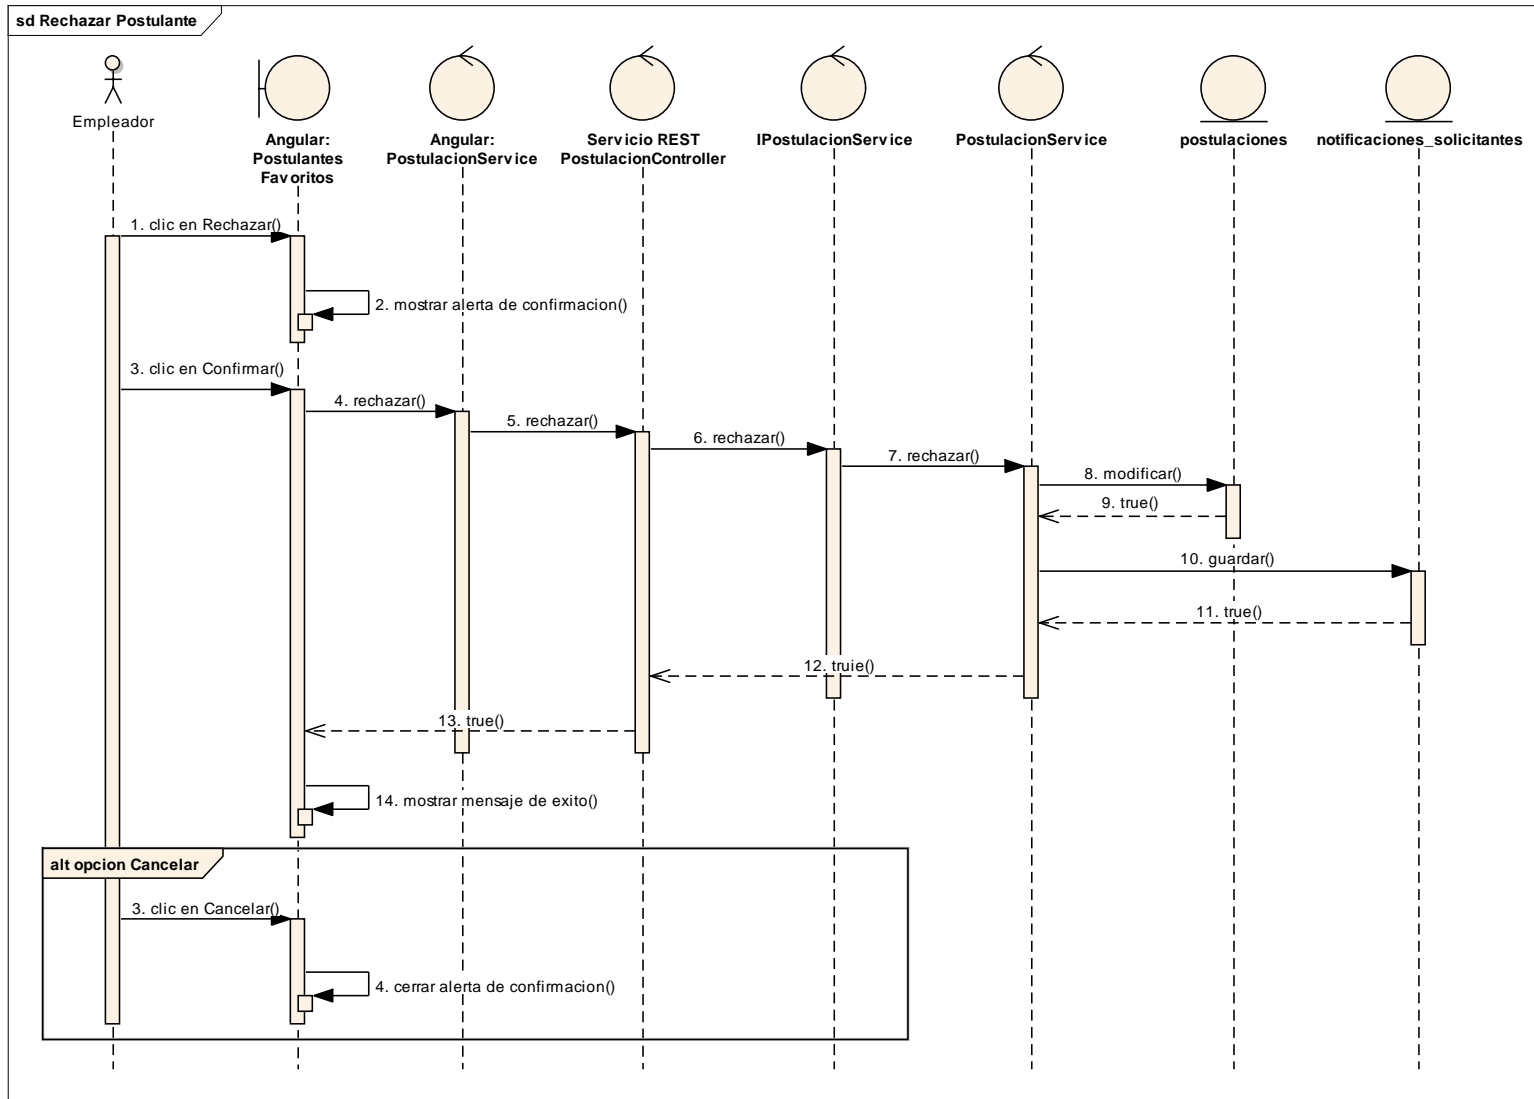 sd Rechazar Postulante
Empleador
Angular:
Postulantes
Favoritos
Angular:
PostulacionService
Servicio REST
PostulacionController
IPostulacionService
PostulacionService
postulaciones
notificaciones_solicitantes
1. clic en Rechazar()
2. mostrar alerta de confirmacion()
3. clic en Confirmar()
4. rechazar()
5. rechazar()
6. rechazar()
7. rechazar()
8. modificar()
9. true()
10. guardar()
11. true()
12. truie()
13. true()
14. mostrar mensaje de exito()
alt opcion Cancelar
3. clic en Cancelar()
4. cerrar alerta de confirmacion()